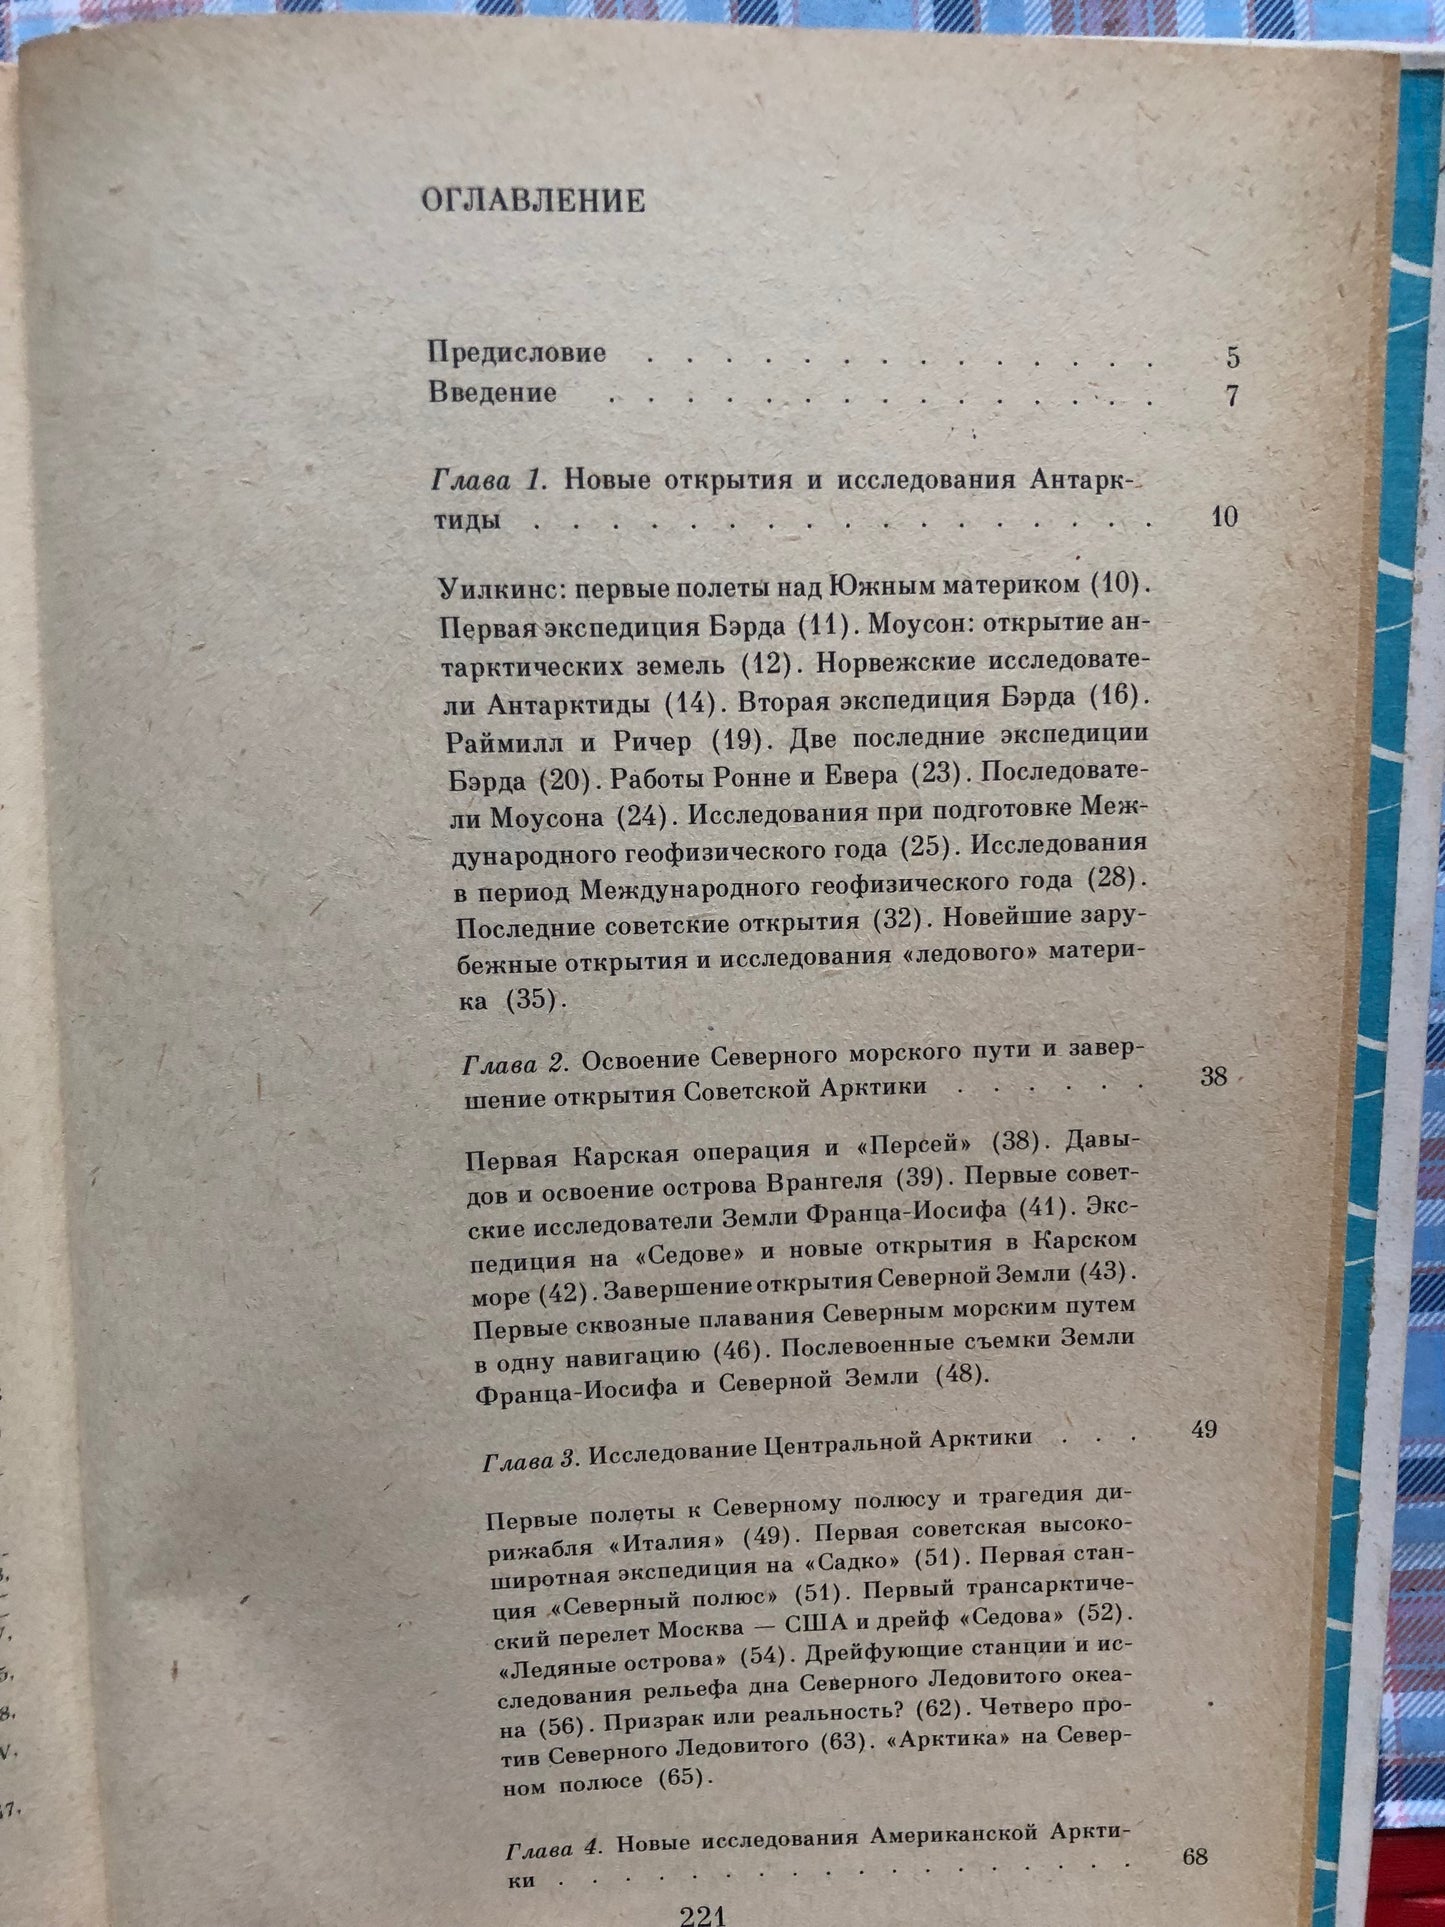 ОГЛАВЛЕНИЕ
Предисловие . . . . . . . . . . . . . . 5
Введение . . . . . . . . . . . . . . . 7
Глава 1. Новые открытия и исследования Антарк-
тиды . . . . . . . . . . . . . . . . . 10
Уилкинс: первые полеты над Южным материком (10).
Первая экспедиция Бэрда (11). Моусон: открытие ан-
тарктических земель (12). Норвежские исследовате-
ли Антарктиды (14). Вторая экспедиция Бэрда (16).
Раймилл и Ричер (19). Две последние экспедиции
Бэрда (20). Работы Ронне и Евера (23). Последовате-
ли Моусона (24). Исследования при подготовке Меж-
дународного геофизического года (25). Исследования
в период Международного геофизического года (28).
Последние советские открытия (32). Новейшие зару-
бежные открытия и исследования «ледового» матери-
ка (35).
Глава 2. Освоение Северного морского пути и завер-
шение открытия Советской Арктики . . . . . . 38
Первая Карская операция и «Персей» (38). Давы-
дов и освоение острова Врангеля (39). Первые совет-
ские исследователи Земли Франца-Иосифа (41). Экс-
педиция на «Седове» и новые открытия в Карском
море (42). Завершение открытия Северной Земли (43).
Первые сквозные плавания Северным морским путем
в одну навигацию (46). Послевоенные съемки Земли
Франца-Иосифа и Северной Земли (48).
Глава 3. Исследование Центральной Арктики . . . 49
Первые полеты к Северному полюсу и трагедия ди-
рижабля «Италия» (49). Первая советская высоко-
широтная экспедиция на «Садко» (51). Первая стан-
ция «Северный полюс» (51). Первый трансарктиче-
ский перелет Москва — США и дрейф «Седова» (52).
«Ледяные острова» (54). Дрейфующие станции и ис-
следования рельефа дна Северного Ледовитого океа-
на (56). Призрак или реальность? (62). Четверо про-
тив Северного Ледовитого (63). «Арктика» на Север-
ном полюсе (65).
Глава 4. Новые исследования Американской Аркти-
ки . . . . . . . . . . . . . . . . 68
221